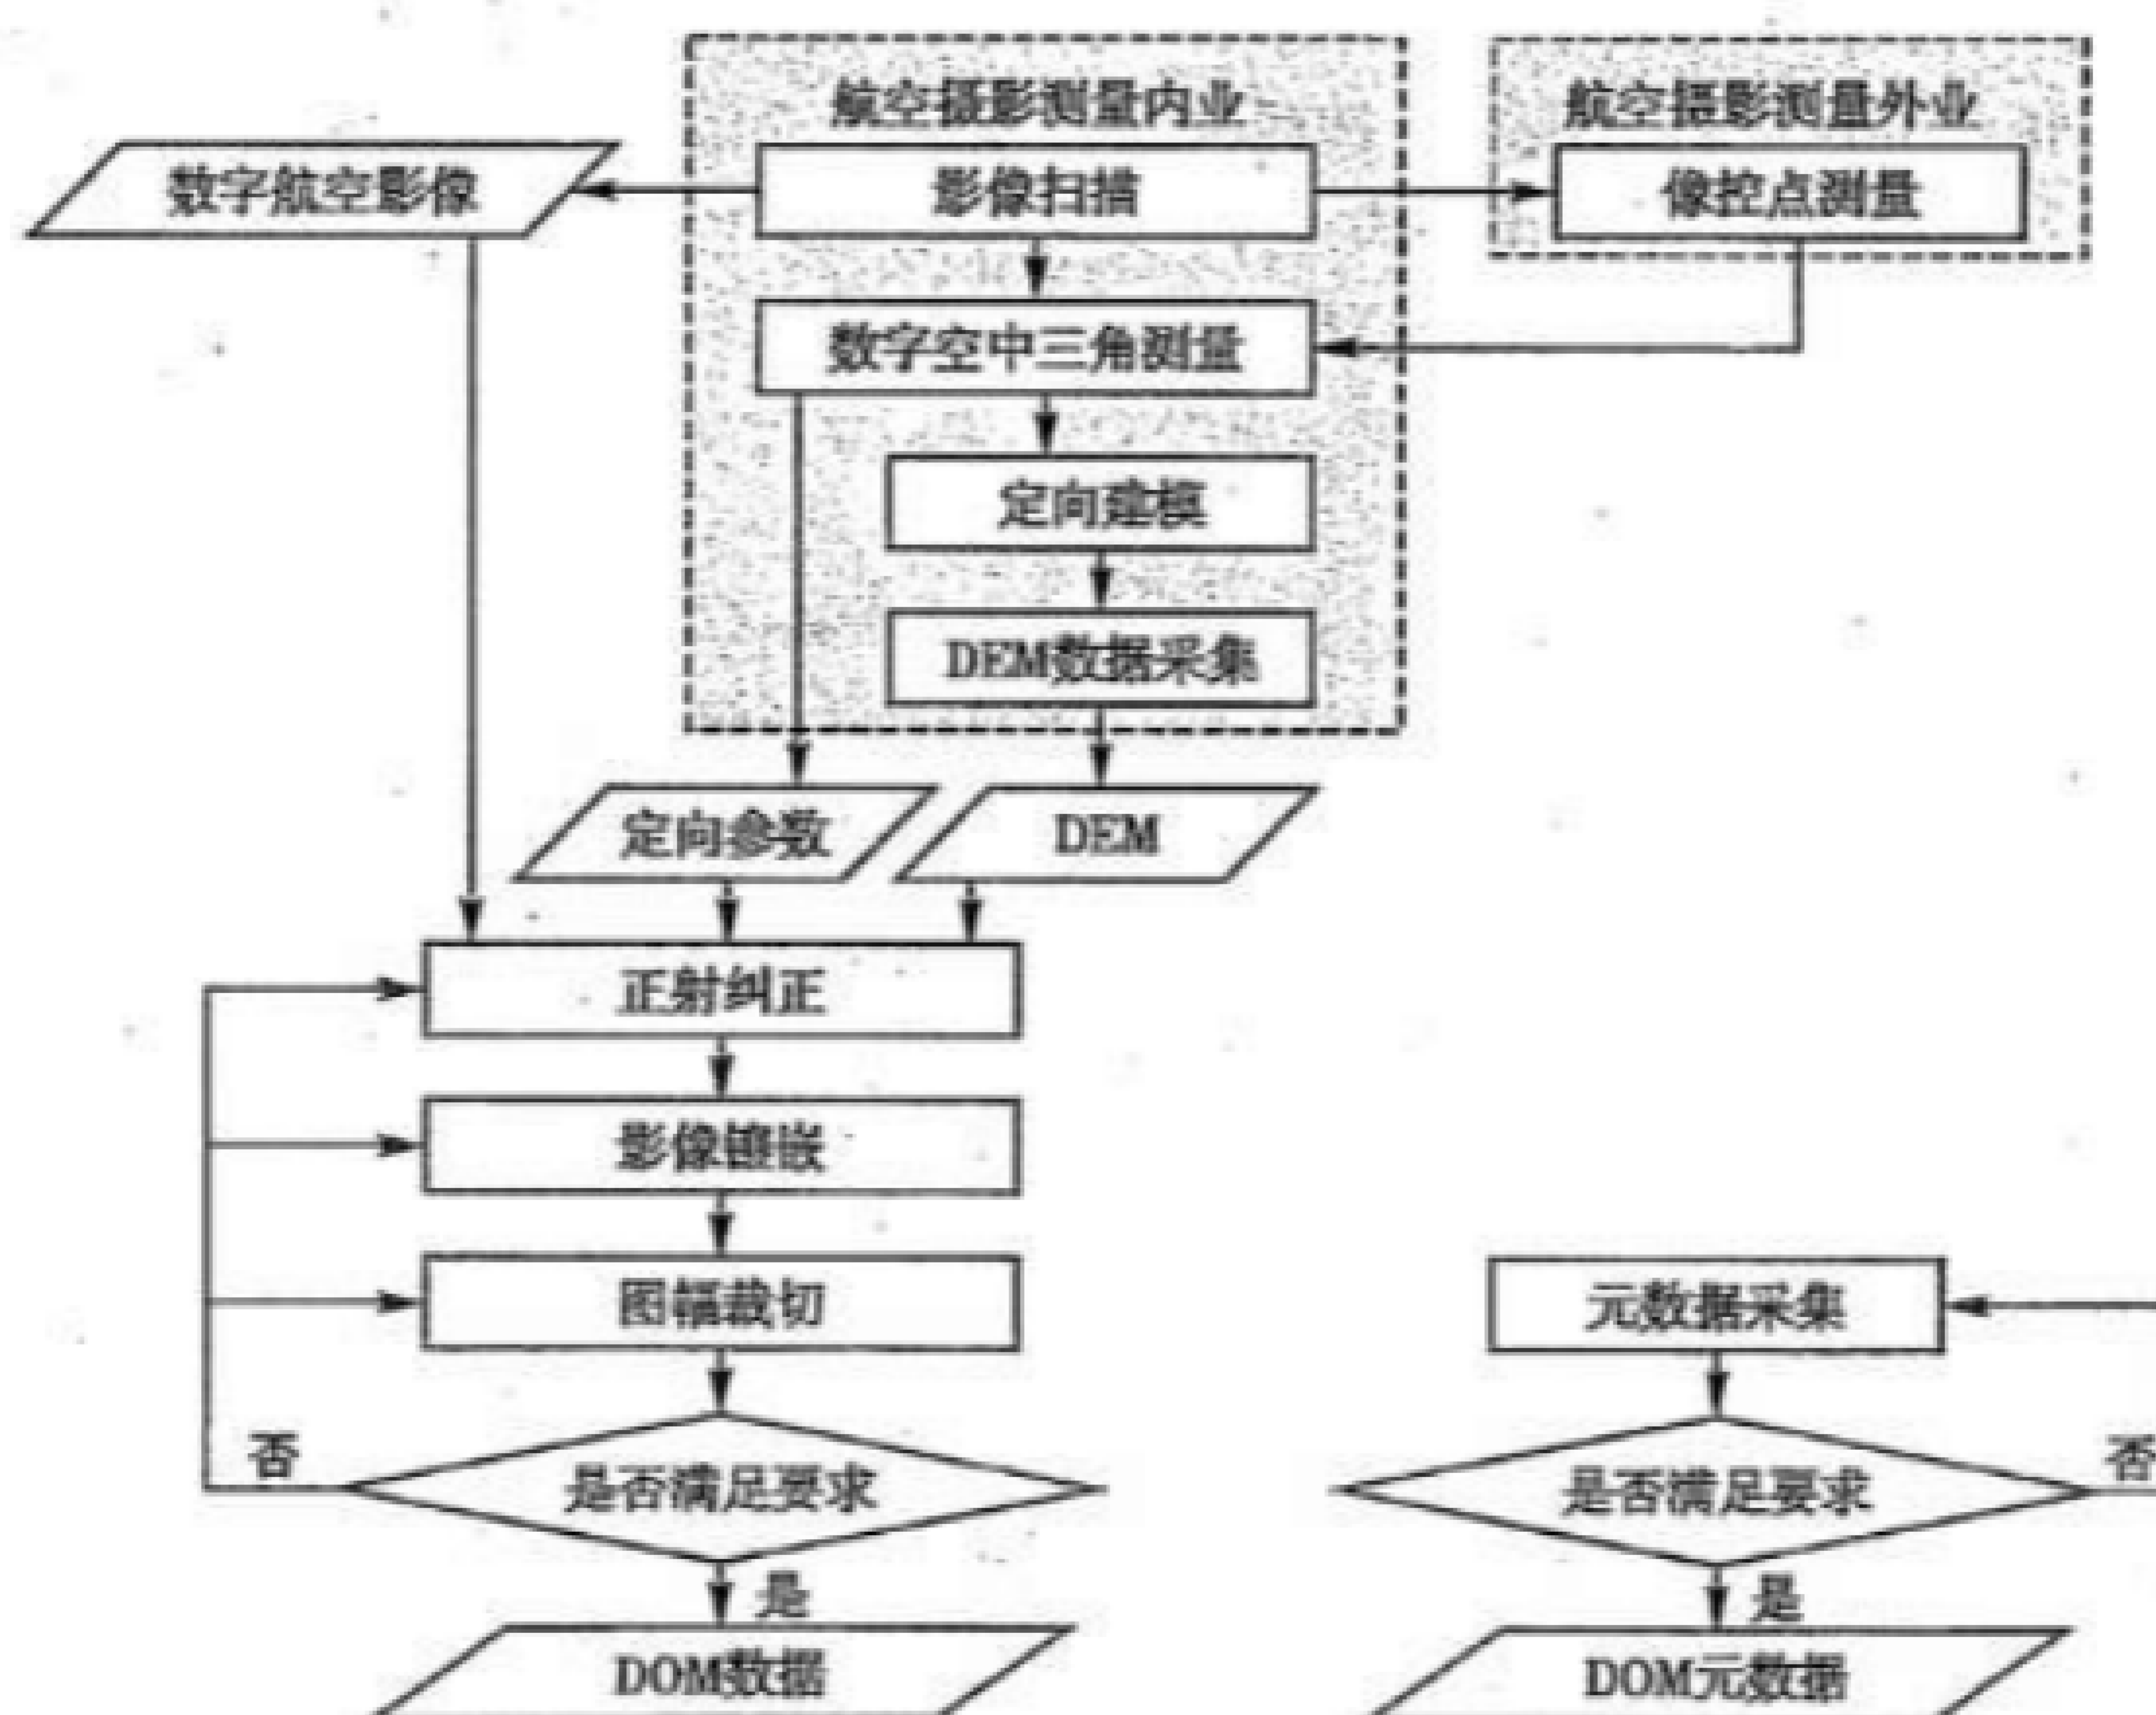 航空摄影测量内业
航空摄影测量外业
数字航空影像
影像扫描
像控点测量
数字空中三角测量
定向建模
DEM数据采集
定向参数
DEM
正射纠正
影像镶嵌
图幅裁切
元数据采集
否
是否满足要求
是否满足要求
否
是
是
DOM数据
DOM元数据